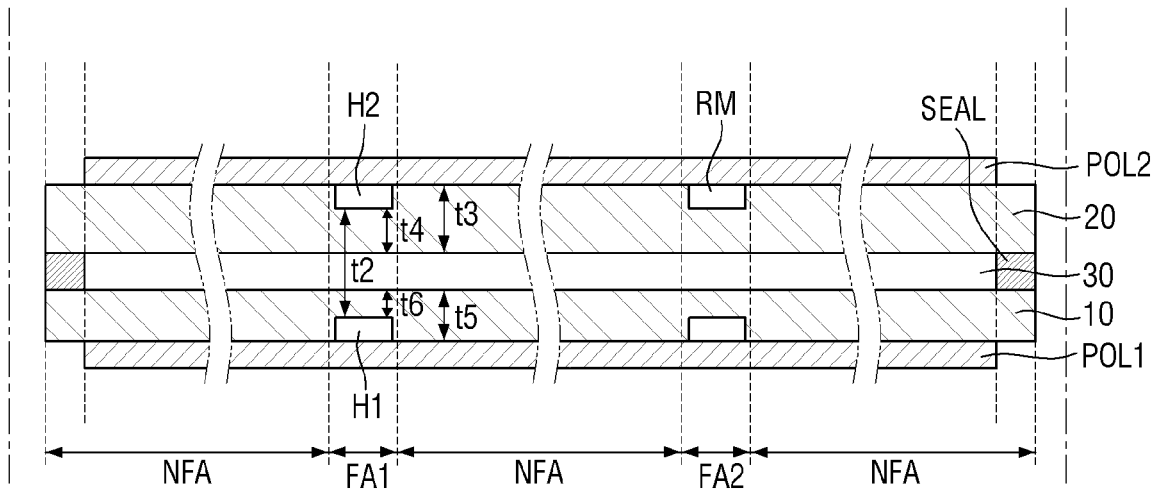 H2
RM
SEAL
POL2
t4
t3
20
t2
30
t6
t5
10
POL1
H1
NFA
FA1
NFA
FA2
NFA